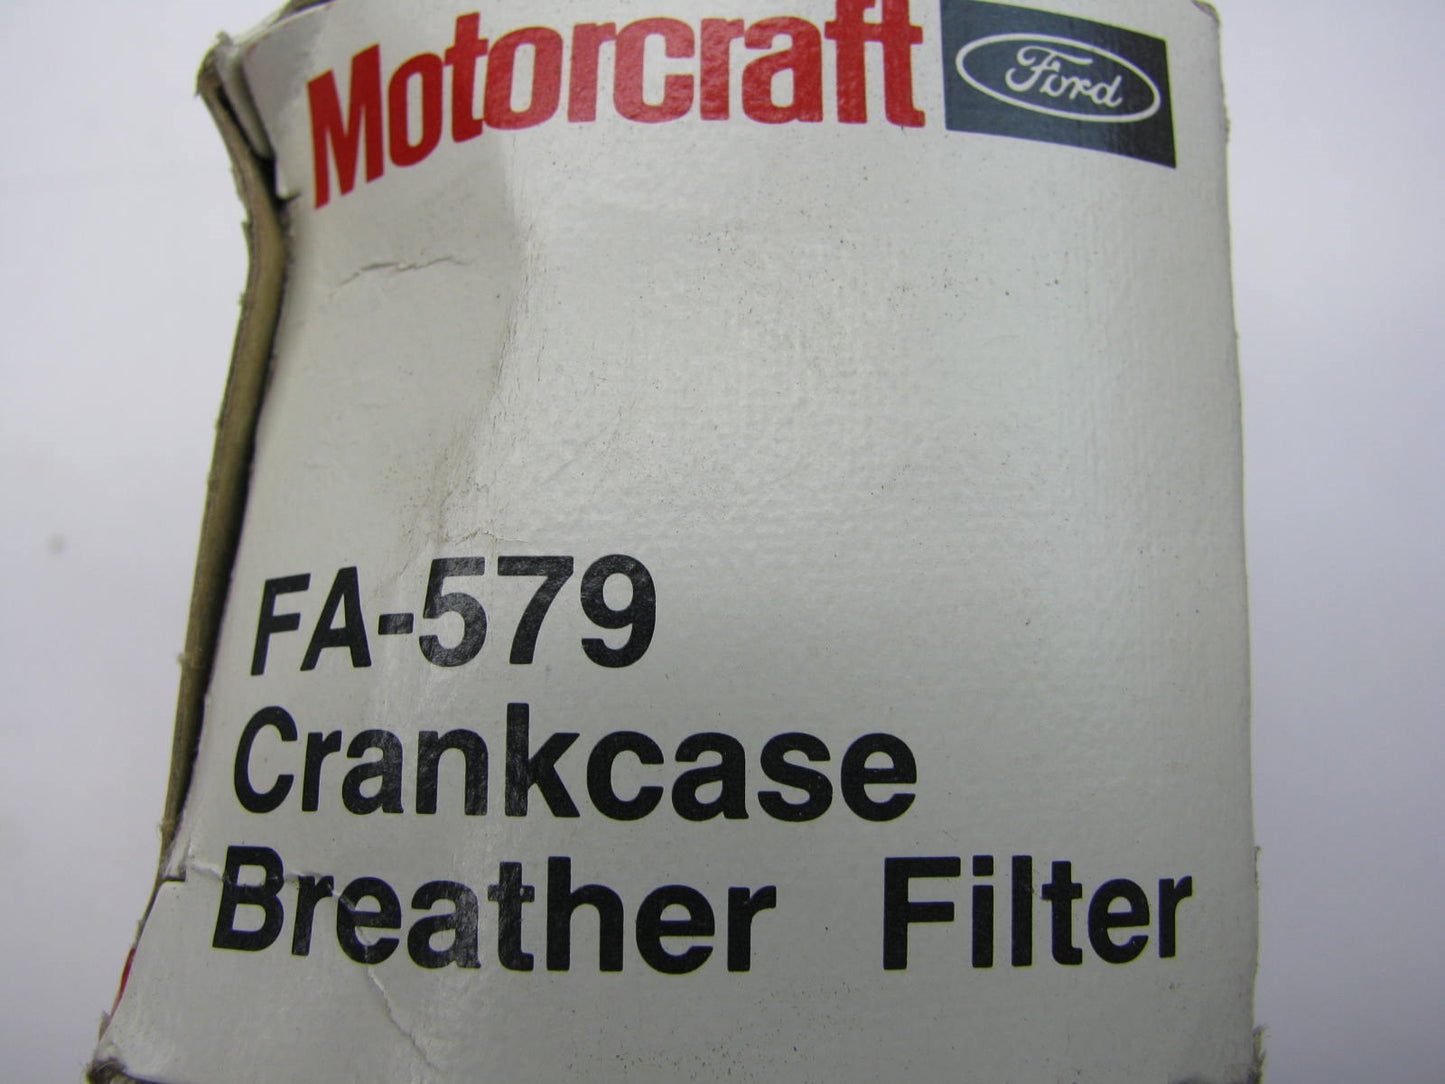 Motorcraft Ford
FA-579
Crankcase
Breather Filter